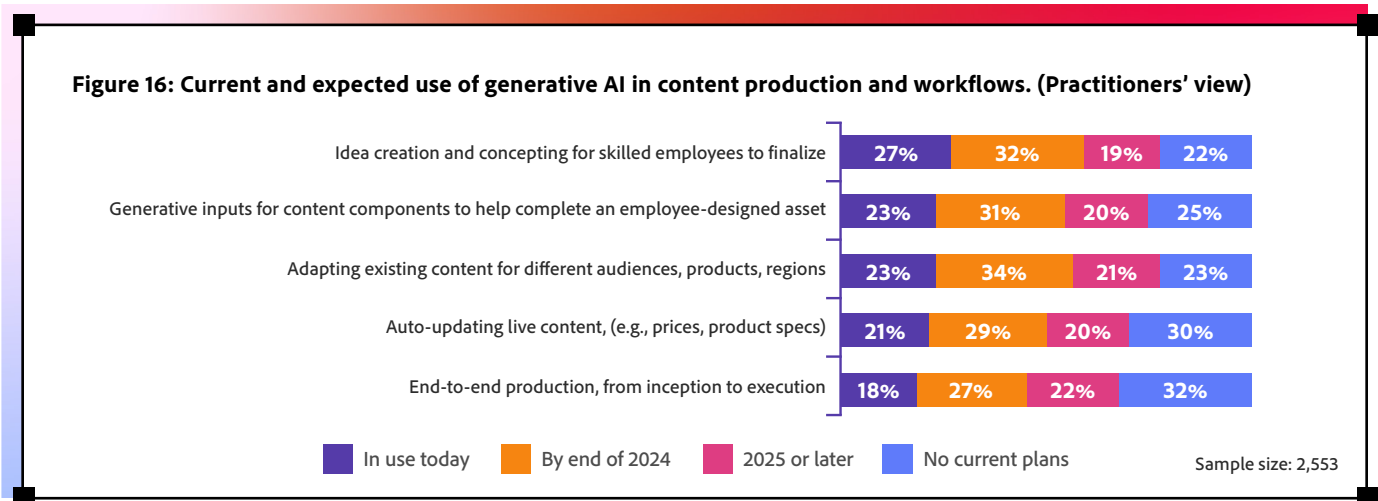 Figure 16: Current and expected use of generative AI in content production and workflows. (Practitioners' view)
Idea creation and concepting for skilled employees to finalize 27% 32% 19% 22%
Generative inputs for content components to help complete an employee-designed asset 23% 31% 20% 25%
Adapting existing content for different audiences, products, regions 23% 34% 21% 23%
Auto-updating live content, (e.g., prices, product specs) 21% 29% 20% 30%
End-to-end production, from inception to execution 18% 27% 22% 32%
In use today By end of 2024 2025 or later No current plans
Sample size: 2,553